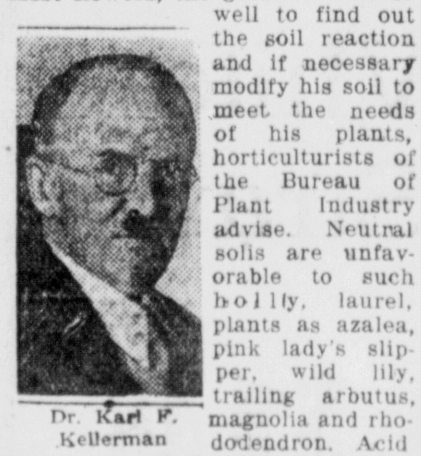 well to find out
the soil reaction
and if necessary
modify his soil to
meet the needs
of his plants,
horticulturists of
the Bureau of
Plant Industry
advise. Neutral
solis are unfav-
orable to such
holliy, laurel,
plants as azalea,
pink lady's slip-
per, wild lily,
trailing arbutus,
magnolia and rho-
dodendron. Acid
Dr. Karl F.
Kellerman